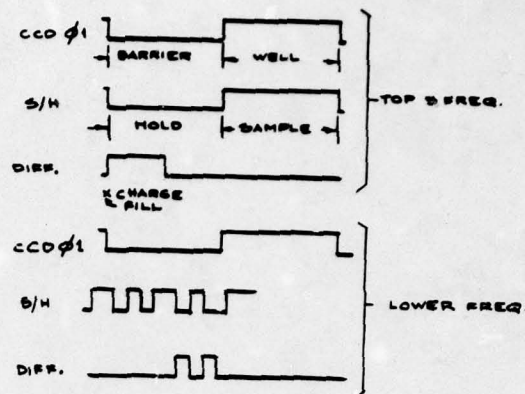 CCD ϕ1
BARRIER
WELL
S/H
HOLD
SAMPLE
TOP 3 FREQ.
DIFF.
CHARGE
FILL
CCD ϕ1
S/H
LOWER FREQ.
DIFF.